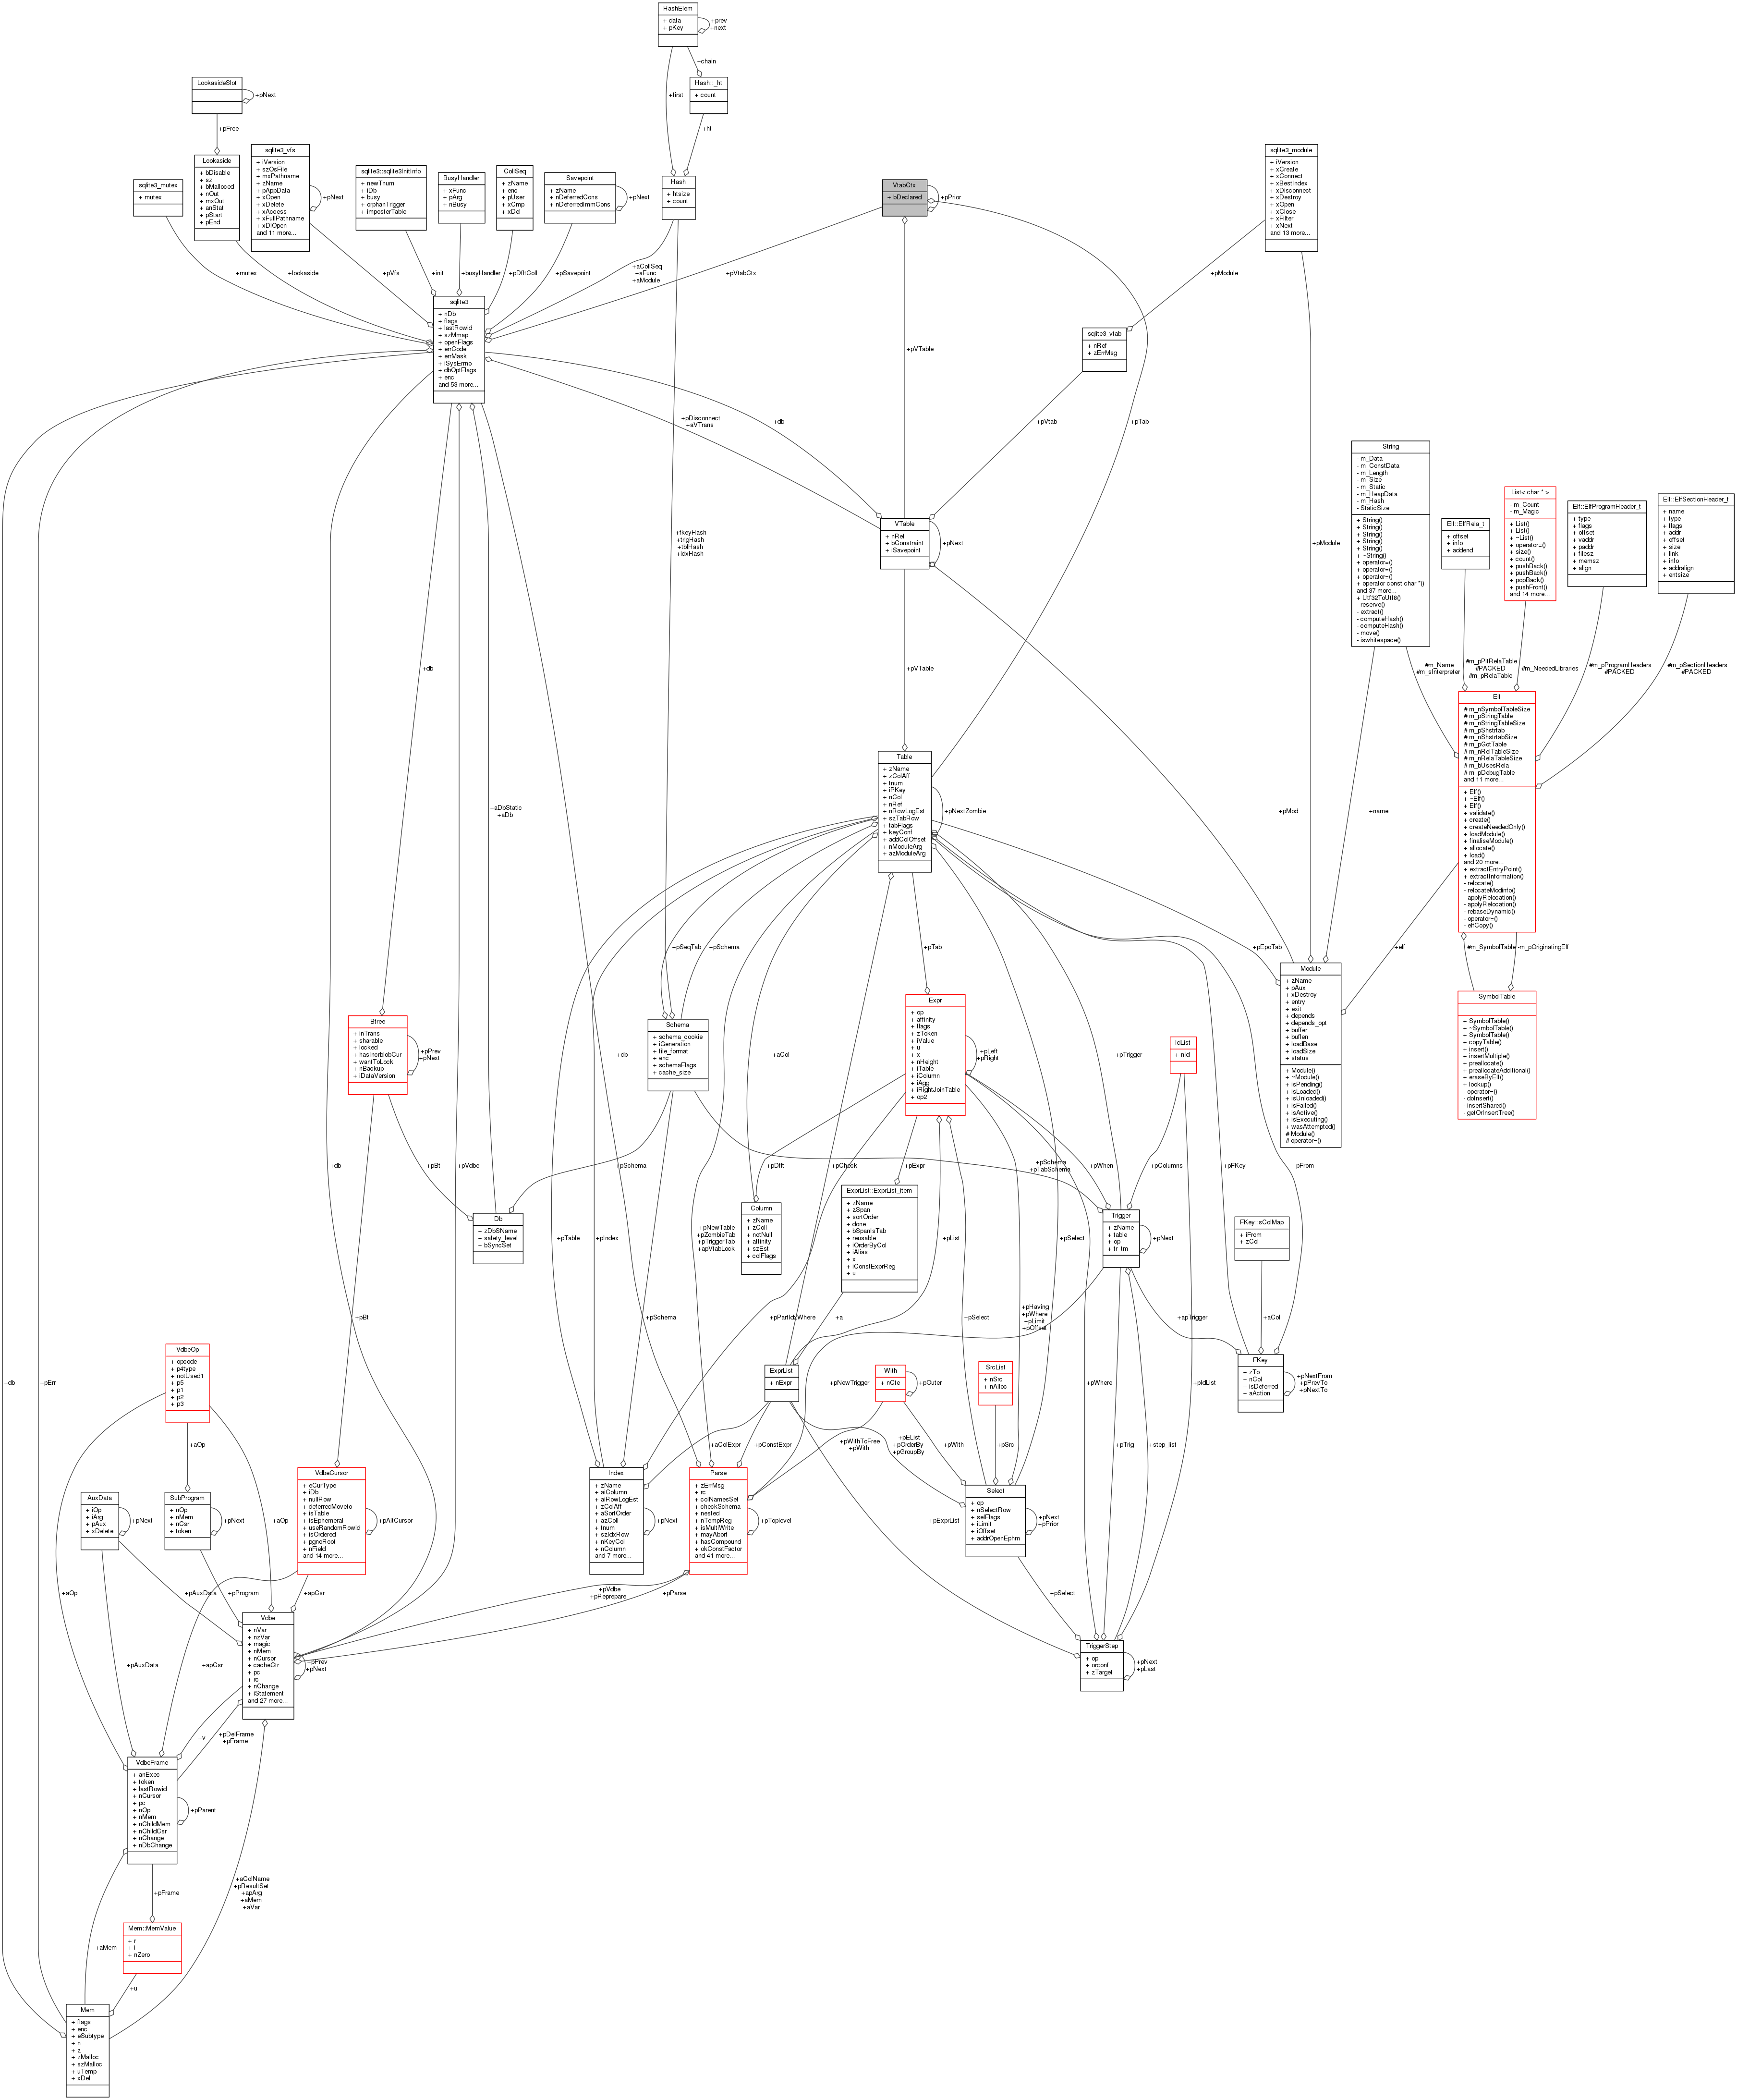 HashElem
+ data
+ pKey
+prev
+next
+chain
LookasideSlot
+pNext
Hash::_ht
+ count
+first
+pFree
+ht
sqlite3_vfs
+ iVersion
+ szOsFile
+ mxPathname
+ zName
+ pAppData
+ xOpen
+ xDelete
+ xAccess
+ xFullPathname
+ xDlOpen
and 11 more...
+pNext
sqlite3_module
+ iVersion
+ xCreate
+ xConnect
+ xBestIndex
+ xDisconnect
+ xDestroy
+ xOpen
+ xClose
+ xFilter
+ xNext
and 13 more...
Lookaside
+ bDisable
+ sz
+ bMalloced
+ nOut
+ mxOut
+ anStat
+ pStart
+ pEnd
sqlite3_mutex
+ mutex
sqlite3::sqlite3InitInfo
+ newTnum
+ iDb
+ busy
+ orphanTrigger
+ imposterTable
BusyHandler
+ xFunc
+ pArg
+ nBusy
CollSeq
+ zName
+ enc
+ pUser
+ xCmp
+ xDel
Savepoint
+ zName
+ nDeferredCons
+ nDeferredImmCons
+pNext
Hash
+ htsize
+ count
VtabCtx
+ bDeclared
+pPrior
+mutex
+lookaside
+pVfs
+init
+busyHandler
+pDfltColl
+pSavepoint
+aCollSeq
+aFunc
+aModule
+pVtabCtx
+pModule
sqlite3
+ nDb
+ flags
+ lastRowid
+ szMmap
+ openFlags
+ errCode
+ errMask
+ iSysErrno
+ dbOptFlags
+ enc
and 53 more...
+pVTable
sqlite3_vtab
+ nRef
+ zErrMsg
+pDisconnect
+aVTrans
+db
+pVtab
+pTab
String
- m_Data
- m_ConstData
- m_Length
- m_Size
- m_Static
- m_HeapData
- m_Hash
- StaticSize
+ String()
+ String()
+ String()
+ String()
+ String()
+ ~String()
+ operator=()
+ operator=()
+ operator=()
+ operator const char *()
and 37 more...
+ Utf32ToUtf8()
- reserve()
- extract()
- computeHash()
- computeHash()
- move()
- iswhitespace()
Elf::ElfRela_t
+ offset
+ info
+ addend
List< char * >
- m_Count
- m_Magic
+ List()
+ List()
+ ~List()
+ operator=()
+ size()
+ count()
+ pushBack()
+ pushBack()
+ popBack()
+ pushFront()
and 14 more...
Elf::ElfProgramHeader_t
+ type
+ flags
+ offset
+ vaddr
+ paddr
+ filesz
+ memsz
+ align
Elf::ElfSectionHeader_t
+ name
+ type
+ flags
+ addr
+ offset
+ size
+ link
+ info
+ addralign
+ entsize
VTable
+ nRef
+ bConstraint
+ iSavepoint
+pNext
+fkeyHash
+trigHash
+tblHash
+idxHash
+pModule
+db
+pVTable
#m_Name
#m_sInterpreter
#m_pPltRelaTable
#PACKED
#m_pRelaTable
#m_NeededLibraries
#m_pProgramHeaders
#PACKED
#m_pSectionHeaders
#PACKED
Elf
# m_nSymbolTableSize
# m_pStringTable
# m_nStringTableSize
# m_pShstrtab
# m_nShstrtabSize
# m_pGotTable
# m_nRelTableSize
# m_nRelaTableSize
# m_bUsesRela
# m_pDebugTable
and 11 more...
+ Elf()
+ ~Elf()
+ Elf()
+ validate()
+ create()
+ createNeededOnly()
+ loadModule()
+ finaliseModule()
+ allocate()
+ load()
and 20 more...
+ extractEntryPoint()
+ extractInformation()
- relocate()
- relocateModinfo()
- applyRelocation()
- applyRelocation()
- rebaseDynamic()
- operator=()
- elfCopy()
Table
+ zName
+ zColAff
+ tnum
+ iPKey
+ nCol
+ nRef
+ nRowLogEst
+ szTabRow
+ tabFlags
+ keyConf
+ addColOffset
+ nModuleArg
+ azModuleArg
+pNextZombie
+aDbStatic
+aDb
+pMod
+name
+pSeqTab
+pSchema
+pTab
+pEpoTab
+elf
#m_SymbolTable
-m_pOriginatingElf
Module
+ zName
+ pAux
+ xDestroy
+ entry
+ exit
+ depends
+ depends_opt
+ buffer
+ buflen
+ loadBase
+ loadSize
+ status
+ Module()
+ ~Module()
+ isPending()
+ isLoaded()
+ isUnloaded()
+ isFailed()
+ isActive()
+ isExecuting()
+ wasAttempted()
# Module()
# operator=()
SymbolTable
+ SymbolTable()
+ ~SymbolTable()
+ SymbolTable()
+ copyTable()
+ insert()
+ insertMultiple()
+ preallocate()
+ preallocateAdditional()
+ eraseByElf()
+ lookup()
- operator=()
- doInsert()
- insertShared()
- getOrInsertTree()
Expr
+ op
+ affinity
+ flags
+ zToken
+ iValue
+ u
+ x
+ nHeight
+ iTable
+ iColumn
+ iAgg
+ iRightJoinTable
+ op2
+pLeft
+pRight
Btree
+ inTrans
+ sharable
+ locked
+ hasIncrblobCur
+ wantToLock
+ nBackup
+ iDataVersion
+pPrev
+pNext
Schema
+ schema_cookie
+ iGeneration
+ file_format
+ enc
+ schemaFlags
+ cache_size
+db
+aCol
+pTrigger
IdList
+ nId
+db
+pVdbe
+pBt
+pSchema
+pDflt
+pCheck
+pExpr
+pWhen
+pSchema
+pTabSchema
+pColumns
+pFKey
+pFrom
Db
+ zDbSName
+ safety_level
+ bSyncSet
Column
+ zName
+ zColl
+ notNull
+ affinity
+ szEst
+ colFlags
ExprList::ExprList_item
+ zName
+ zSpan
+ sortOrder
+ done
+ bSpanIsTab
+ reusable
+ iOrderByCol
+ iAlias
+ x
+ iConstExprReg
+ u
Trigger
+ zName
+ table
+ op
+ tr_tm
+pNext
FKey::sColMap
+ iFrom
+ zCol
+pTable
+pIndex
+pNewTable
+pZombieTab
+pTriggerTab
+apVtabLock
+pList
+pSelect
+pBt
+pSchema
+pPartIdxWhere
+a
+pSelect
+pHaving
+pWhere
+pLimit
+pOffset
+apTrigger
+aCol
VdbeOp
+ opcode
+ p4type
+ notUsed1
+ p5
+ p1
+ p2
+ p3
ExprList
+ nExpr
+pNewTrigger
With
+ nCte
+pOuter
SrcList
+ nSrc
+ nAlloc
+pWhere
+pIdList
FKey
+ zTo
+ nCol
+ isDeferred
+ aAction
+pNextFrom
+pPrevTo
+pNextTo
+db
+pErr
+aOp
+aColExpr
+pConstExpr
+pWithToFree
+pWith
+pEList
+pOrderBy
+pGroupBy
+pWith
+pSrc
+pTrig
+step_list
AuxData
+ iOp
+ iArg
+ pAux
+ xDelete
+pNext
SubProgram
+ nOp
+ nMem
+ nCsr
+ token
+pNext
VdbeCursor
+ eCurType
+ iDb
+ nullRow
+ deferredMoveto
+ isTable
+ isEphemeral
+ useRandomRowid
+ isOrdered
+ pgnoRoot
+ nField
and 14 more...
+pAltCursor
Index
+ zName
+ aiColumn
+ aiRowLogEst
+ zColAff
+ aSortOrder
+ azColl
+ tnum
+ szIdxRow
+ nKeyCol
+ nColumn
and 7 more...
+pNext
Parse
+ zErrMsg
+ rc
+ colNamesSet
+ checkSchema
+ nested
+ nTempReg
+ isMultiWrite
+ mayAbort
+ hasCompound
+ okConstFactor
and 41 more...
+pToplevel
Select
+ op
+ nSelectRow
+ selFlags
+ iLimit
+ iOffset
+ addrOpenEphm
+pNext
+pPrior
+aOp
+pExprList
+aOp
+pAuxData
+pProgram
+apCsr
+pVdbe
+pReprepare
+pParse
+pSelect
Vdbe
+ nVar
+ nzVar
+ magic
+ nMem
+ nCursor
+ cacheCtr
+ pc
+ rc
+ nChange
+ iStatement
and 27 more...
+pPrev
+pNext
TriggerStep
+ op
+ orconf
+ zTarget
+pNext
+pLast
+pAuxData
+apCsr
+v
+pDelFrame
+pFrame
VdbeFrame
+ anExec
+ token
+ lastRowid
+ nCursor
+ pc
+ nOp
+ nMem
+ nChildMem
+ nChildCsr
+ nChange
+ nDbChange
+pParent
+pFrame
+aColName
+pResultSet
+apArg
+aMem
+aVar
Mem::MemValue
+ r
+ i
+ nZero
+aMem
+u
Mem
+ flags
+ enc
+ eSubtype
+ n
+ z
+ zMalloc
+ szMalloc
+ uTemp
+ xDel